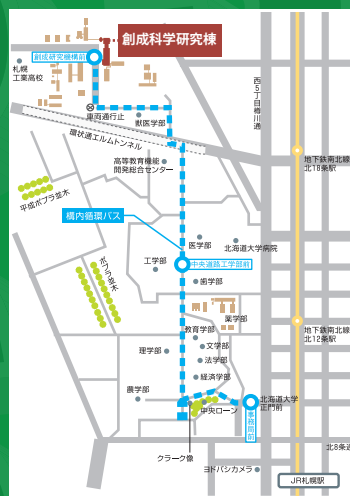 創成科学研究棟
創成研究機構前
札幌
工業高校
車両通行止
獣医学部
環状通エルムトンネル
西5丁目樽川通
高等教育機能
開発総合センター
地下鉄南北線
北18条駅
平成ポプラ並木
構内循環バス
医学部
北海道大学病院
工学部
中央道路工学部前
ポプラ並木
歯学部
薬学部
教育学部
地下鉄南北線
北12条駅
文学部
理学部
法学部
経済学部
農学部
中央ローン
北海道大学
正門前
事務局前
クラーク像
北8条通
ヨドバシカメラ
JR札幌駅